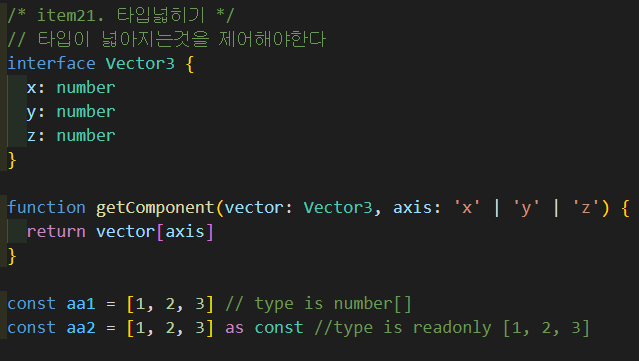 /* item21. 타입넓히기 */
// 타입이 넓아지는것을 제어해야한다
interface Vector3 {
  x: number
  y: number
  z: number
}
function getComponent(vector: Vector3, axis: 'x' | 'y' | 'z') {
  return vector[axis]
}
const aa1 = [1, 2, 3] // type is number[]
const aa2 = [1, 2, 3] as const //type is readonly [1, 2, 3]